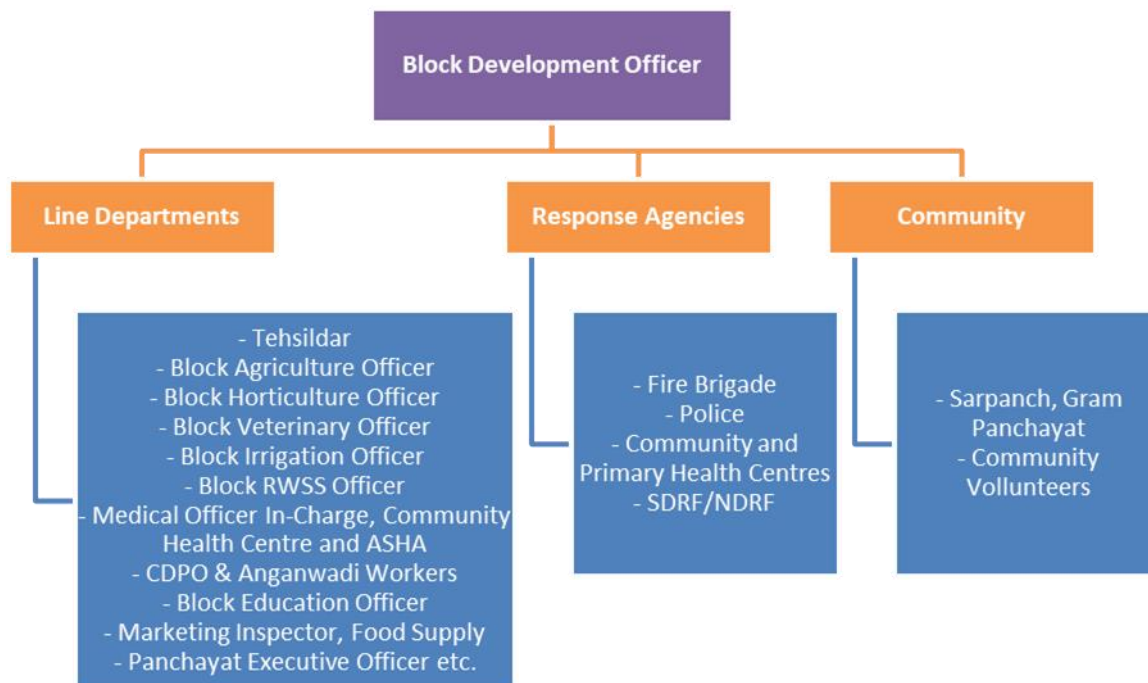 Block Development Officer
Line Departments
Response Agencies
Community
- Tehsildar
- Block Agriculture Officer
- Block Horticulture Officer
- Block Veterinary Officer
- Block Irrigation Officer
- Block RWSS Officer
- Medical Officer In-Charge, Community
Health Centre and ASHA
- CDPO & Anganwadi Workers
- Block Education Officer
- Marketing Inspector, Food Supply
- Panchayat Executive Officer etc.
- Fire Brigade
- Police
- Community and
Primary Health Centres
- SDRF/NDRF
- Sarpanch, Gram
Panchayat
- Community
Vollunteers